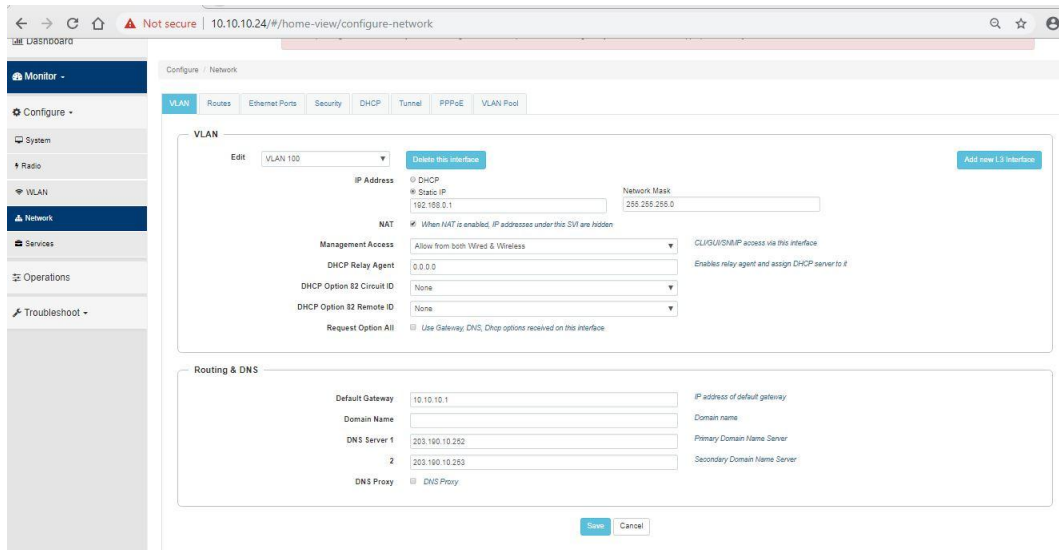 Not secure | 10.10.10.24/#/home-view/configure-network
Dashboard
Monitor
Configure / Network
VLAN Routes Ethernet Ports Security DHCP Tunnel PPPoE VLAN Pool
Configure
System
Radio
WLAN
Network
Services
Operations
Troubleshoot
VLAN
Edit VLAN 100 Delete this interface Add new L3 Interface
IP Address DHCP
Static IP Network Mask
192.168.0.1 255.255.255.0
NAT When NAT is enabled, IP addresses under this SVI are hidden
Management Access Allow from both Wired & Wireless CLI/GUI/SNMP access via this interface
DHCP Relay Agent 0.0.0.0 Enables relay agent and assign DHCP server to it
DHCP Option 82 Circuit ID None
DHCP Option 82 Remote ID None
Request Option All Use Gateway, DNS, Dhcp options received on this interface
Routing & DNS
Default Gateway 10.10.10.1 IP address of default gateway
Domain Name Domain name
DNS Server 1 203.190.10.252 Primary Domain Name Server
2 203.190.10.253 Secondary Domain Name Server
DNS Proxy DNS Proxy
Save Cancel